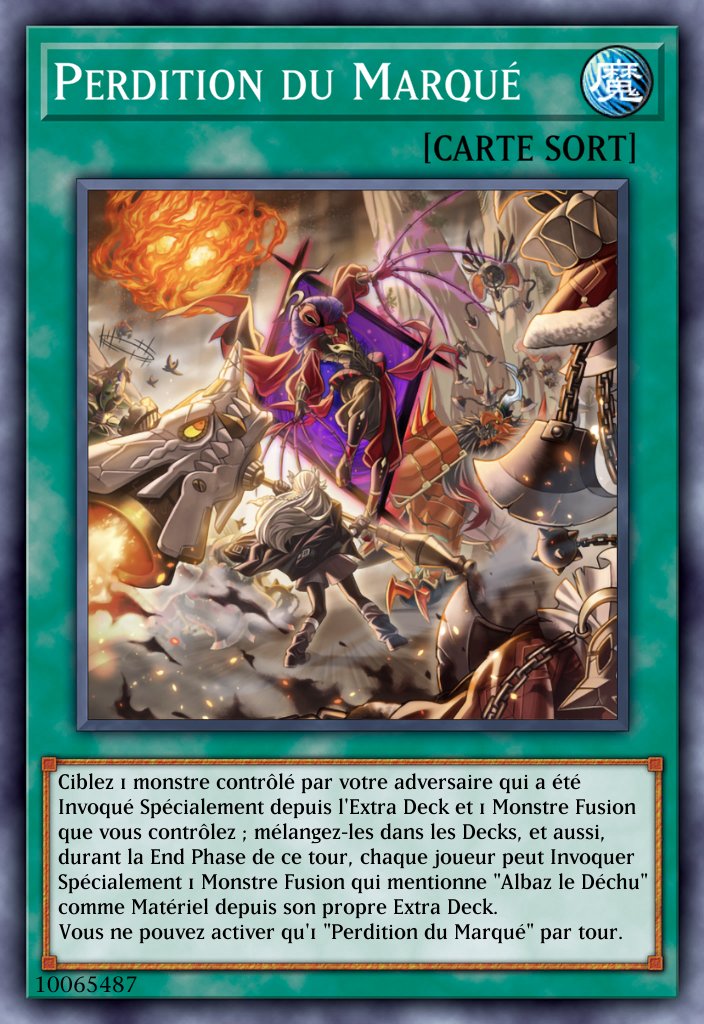 Perdition du Marqué
魔
[CARTE SORT]
Ciblez 1 monstre contrôlé par votre adversaire qui a été
Invoqué Spécialement depuis l'Extra Deck et 1 Monstre Fusion
que vous contrôlez ; mélangez-les dans les Decks, et aussi,
durant la End Phase de ce tour, chaque joueur peut Invoquer
Spécialement 1 Monstre Fusion qui mentionne "Albaz le Déchu"
comme Matériel depuis son propre Extra Deck.
Vous ne pouvez activer qu'1 "Perdition du Marqué" par tour.
10065487